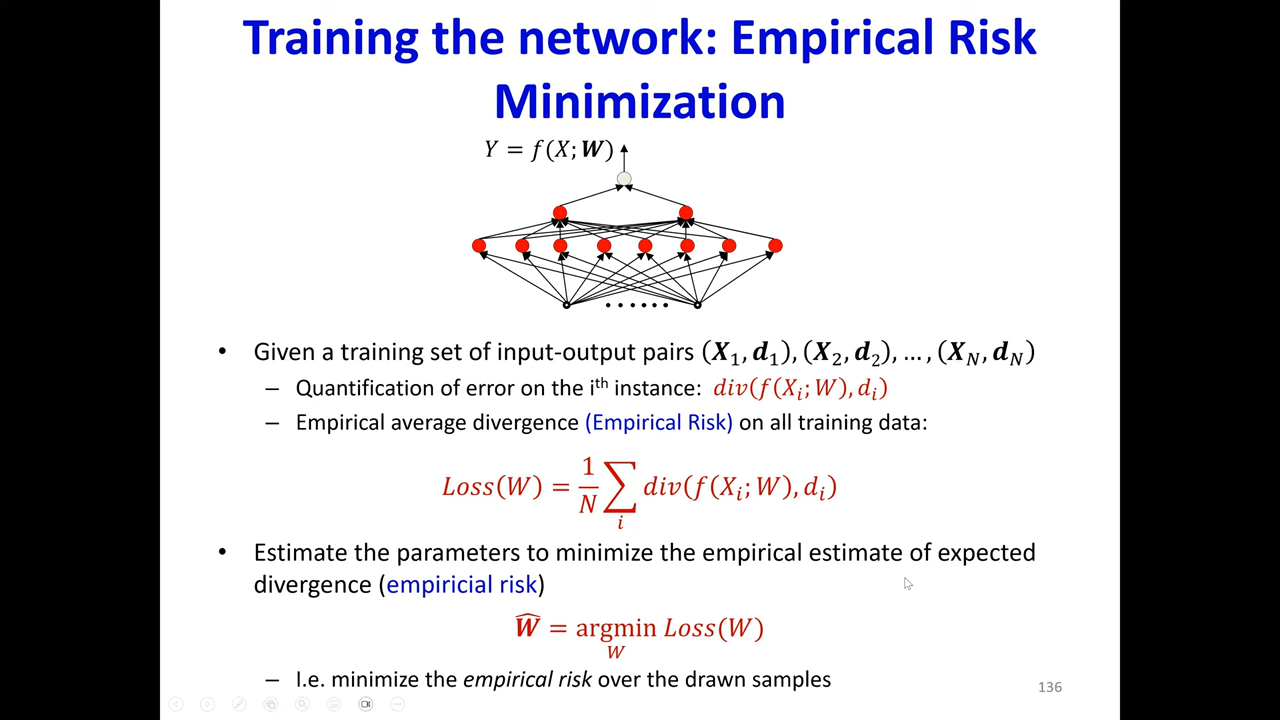 Training the network: Empirical Risk
Minimization
Y = f(X; W)
• Given a training set of input-output pairs (X₁, d₁), (X₂, d₂), … , (X_N, d_N)
– Quantification of error on the iᵗʰ instance: div(f(Xᵢ; W), dᵢ)
– Empirical average divergence (Empirical Risk) on all training data:
Loss(W) = 1/N ∑ᵢ div(f(Xᵢ; W), dᵢ)
• Estimate the parameters to minimize the empirical estimate of expected
divergence (empiricial risk)
Ŵ = argmin Loss(W)
W
– I.e. minimize the empirical risk over the drawn samples
136